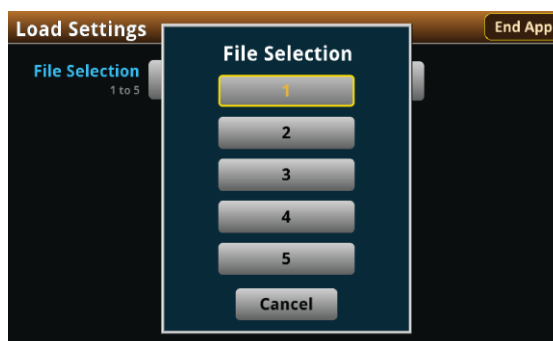 Load Settings
End App
File Selection
1 to 5
File Selection
1
2
3
4
5
Cancel